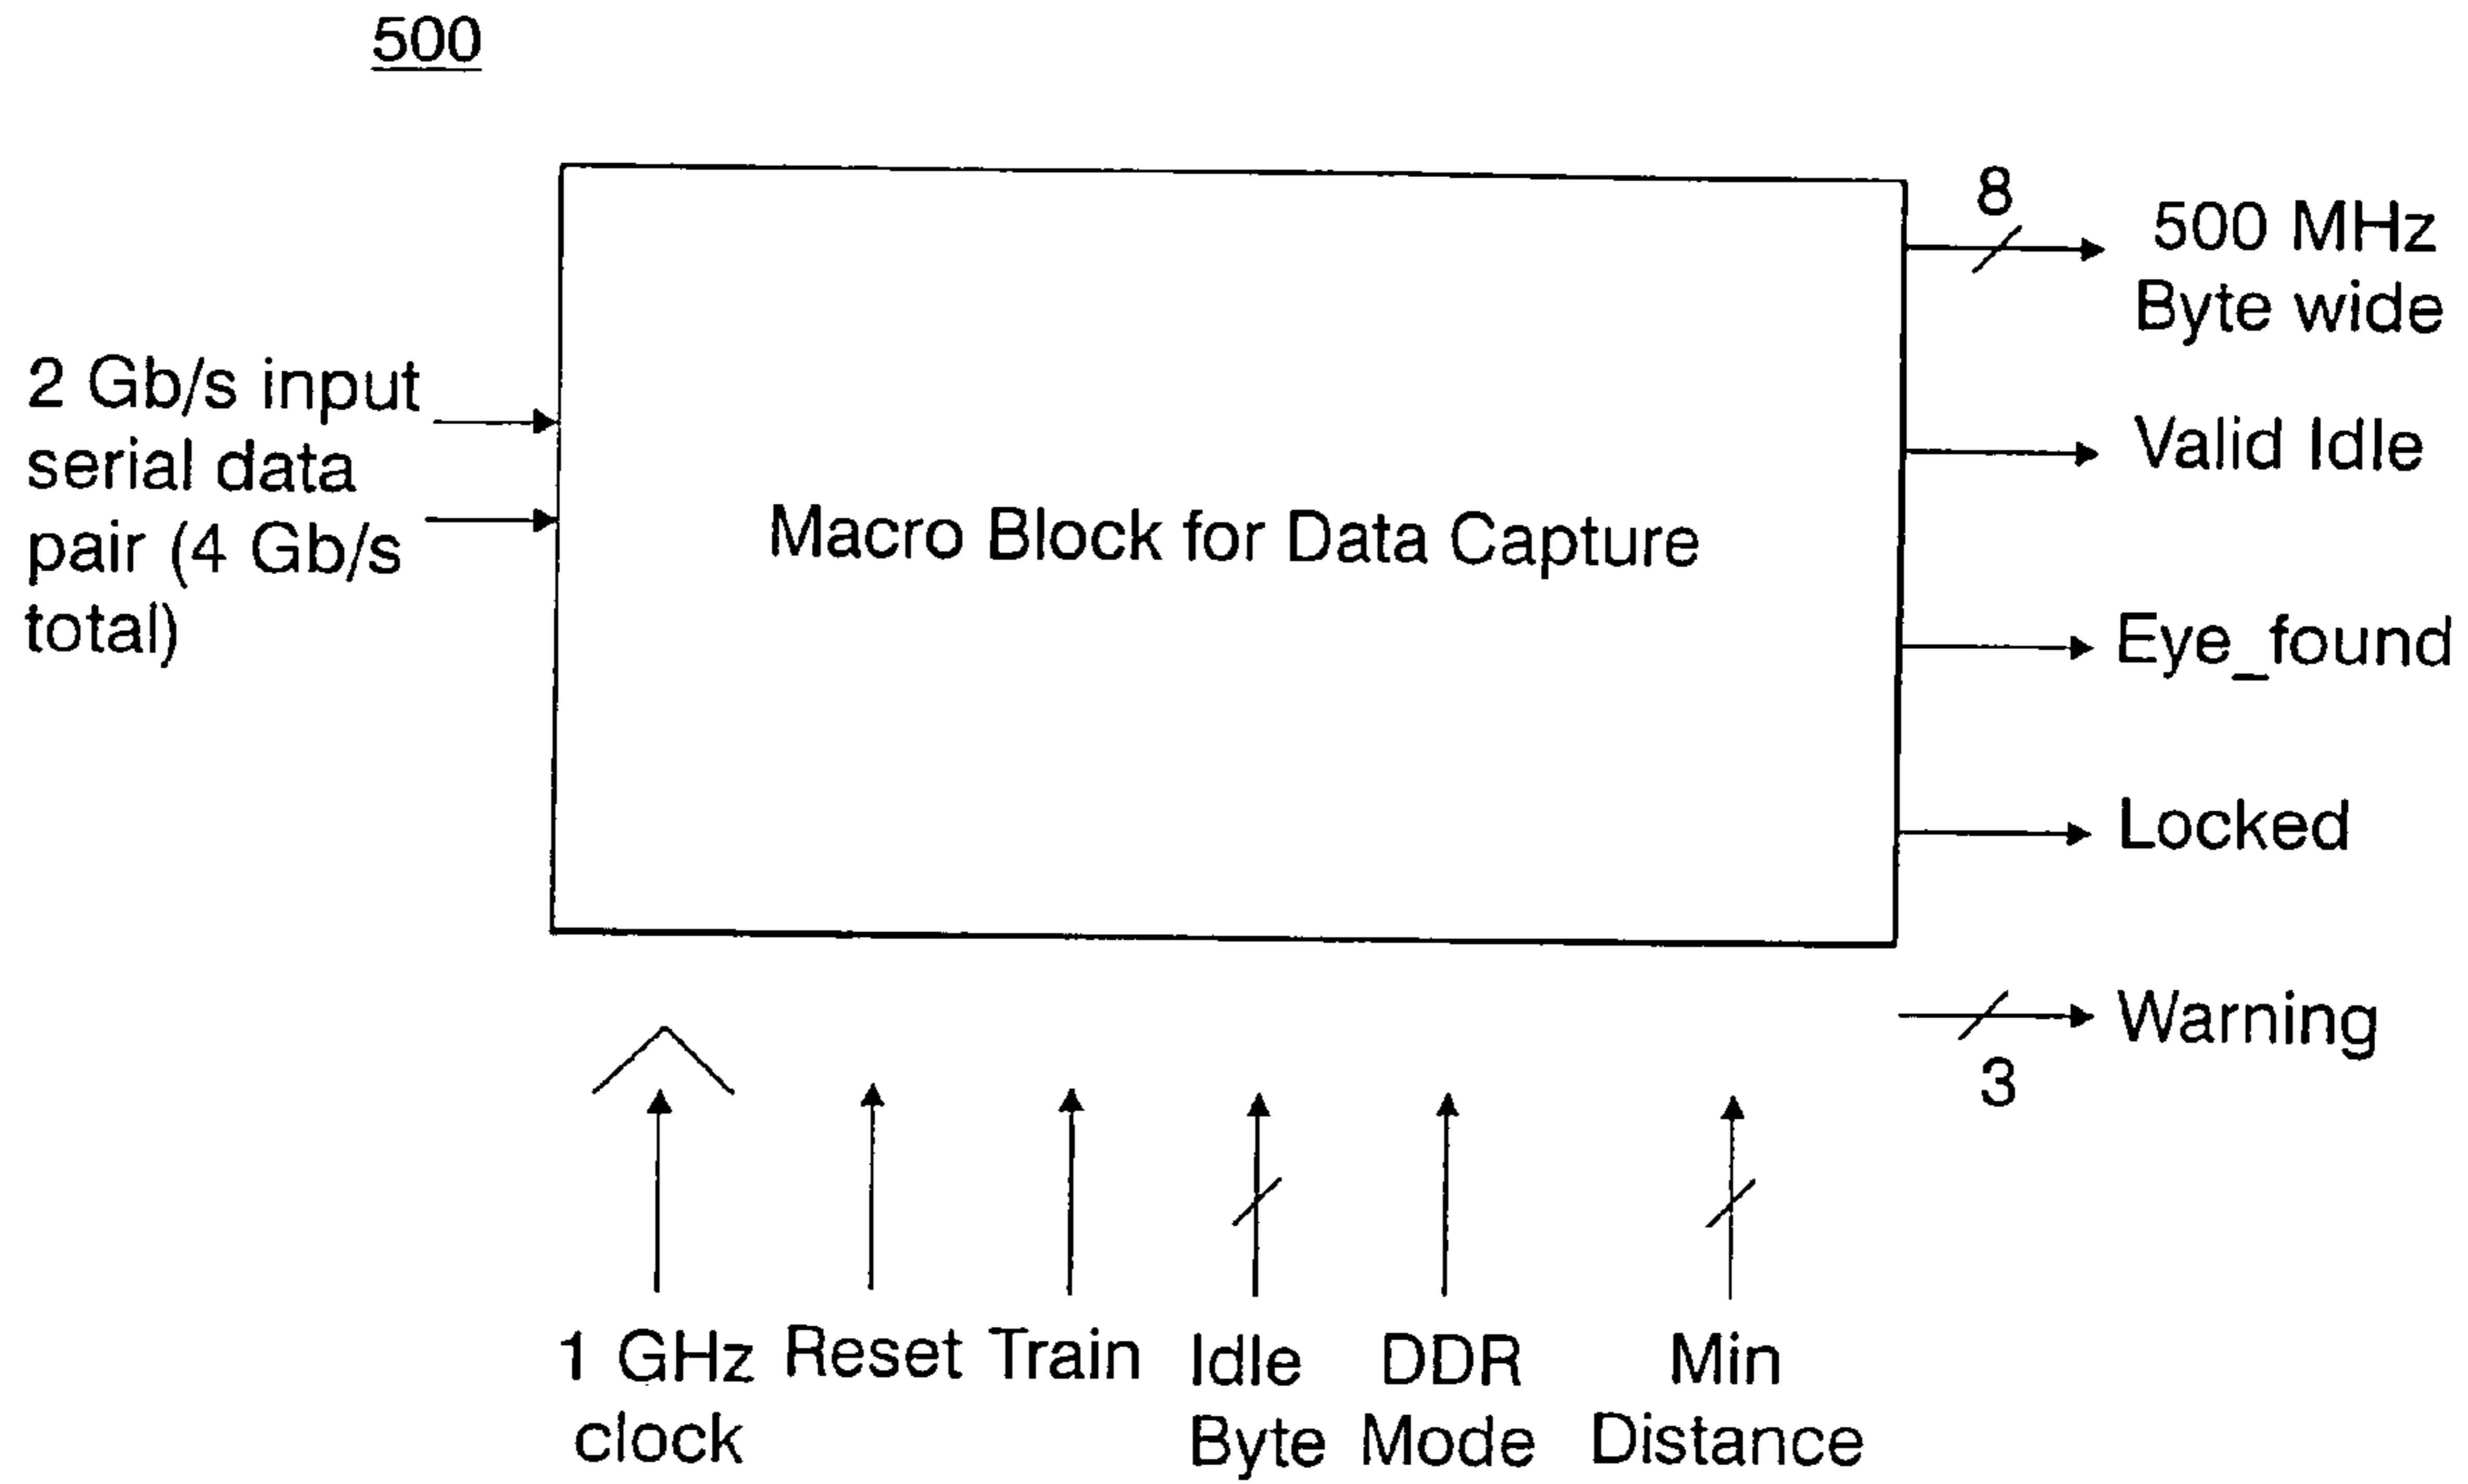 500
8
500 MHz
Byte wide
2 Gb/s input
serial data
pair (4 Gb/s
total)
Macro Block for Data Capture
Valid Idle
Eye_found
Locked
Warning
3
1 GHz
clock
Reset
Train
Idle
Byte
DDR
Mode
Min
Distance